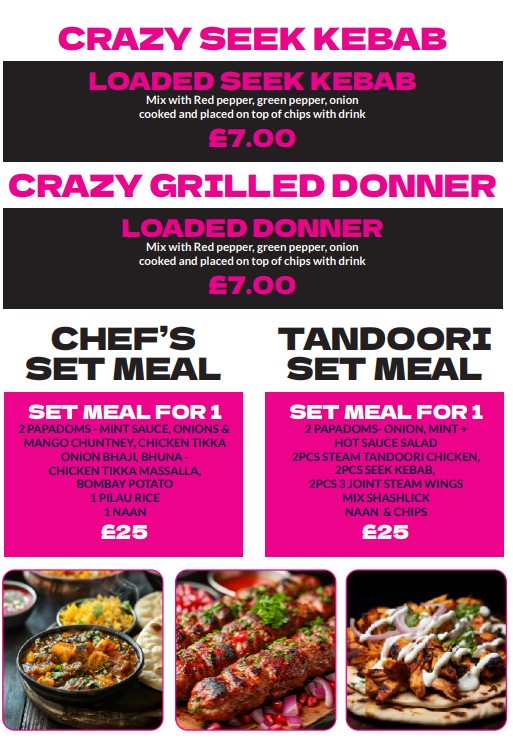 CRAZY SEEK KEBAB
LOADED SEEK KEBAB
Mix with Red pepper, green pepper, onion
cooked and placed on top of chips with drink
£7.00
CRAZY GRILLED DONNER
LOADED DONNER
Mix with Red pepper, green pepper, onion
cooked and placed on top of chips with drink
£7.00
CHEF'S
SET MEAL
SET MEAL FOR 1
2 PAPADOMS - MINT SAUCE, ONIONS &
MANGO CHUNTNEY, CHICKEN TIKKA
ONION BHAJI, BHUNA -
CHICKEN TIKKA MASSALLA,
BOMBAY POTATO
1 PILAU RICE
1 NAAN
£25
TANDOORI
SET MEAL
SET MEAL FOR 1
2 PAPADOMS- ONION, MINT +
HOT SAUCE SALAD
2PCS STEAM TANDOORI CHICKEN,
2PCS SEEK KEBAB,
2PCS 3 JOINT STEAM WINGS
MIX SHASHLICK
NAAN & CHIPS
£25